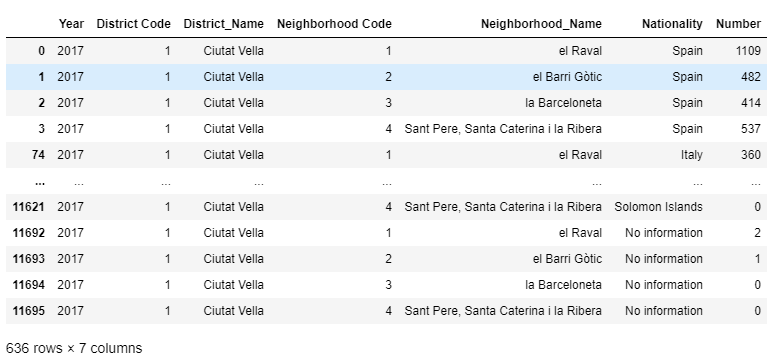 Year District Code District_Name Neighborhood Code Neighborhood_Name Nationality Number
0 2017 1 Ciutat Vella 1 el Raval Spain 1109
1 2017 1 Ciutat Vella 2 el Barri Gòtic Spain 482
2 2017 1 Ciutat Vella 3 la Barceloneta Spain 414
3 2017 1 Ciutat Vella 4 Sant Pere, Santa Caterina i la Ribera Spain 537
74 2017 1 Ciutat Vella 1 el Raval Italy 360
... ... ... ... ... ... ... ...
11621 2017 1 Ciutat Vella 4 Sant Pere, Santa Caterina i la Ribera Solomon Islands 0
11692 2017 1 Ciutat Vella 1 el Raval No information 2
11693 2017 1 Ciutat Vella 2 el Barri Gòtic No information 1
11694 2017 1 Ciutat Vella 3 la Barceloneta No information 0
11695 2017 1 Ciutat Vella 4 Sant Pere, Santa Caterina i la Ribera No information 0
636 rows × 7 columns